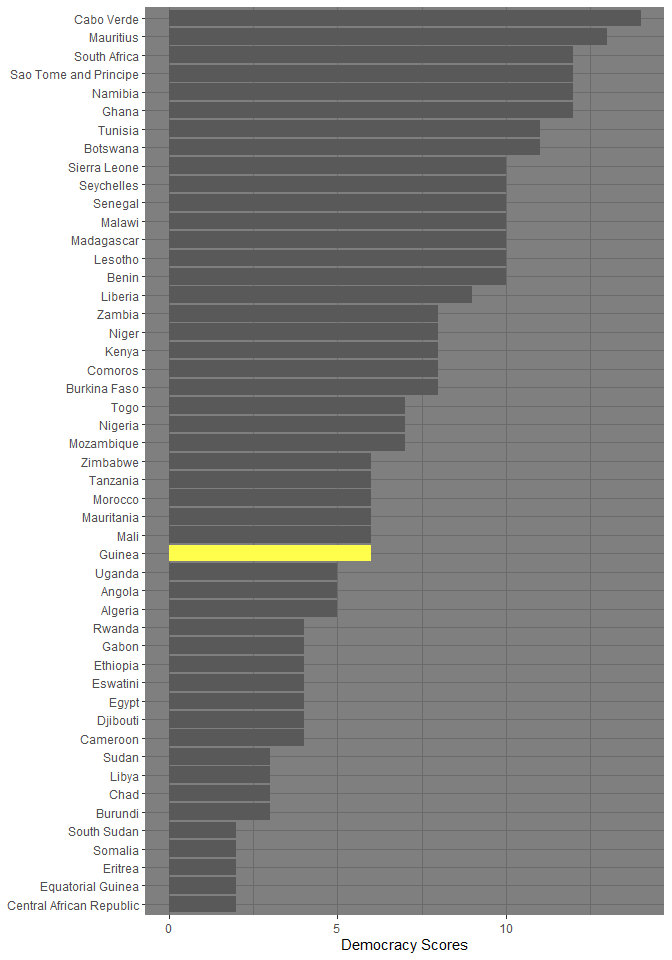 Cabo Verde
Mauritius
South Africa
Sao Tome and Principe
Namibia
Ghana
Tunisia
Botswana
Sierra Leone
Seychelles
Senegal
Malawi
Madagascar
Lesotho
Benin
Liberia
Zambia
Niger
Kenya
Comoros
Burkina Faso
Togo
Nigeria
Mozambique
Zimbabwe
Tanzania
Morocco
Mauritania
Mali
Guinea
Uganda
Angola
Algeria
Rwanda
Gabon
Ethiopia
Eswatini
Egypt
Djibouti
Cameroon
Sudan
Libya
Chad
Burundi
South Sudan
Somalia
Eritrea
Equatorial Guinea
Central African Republic
0 5 10
Democracy Scores